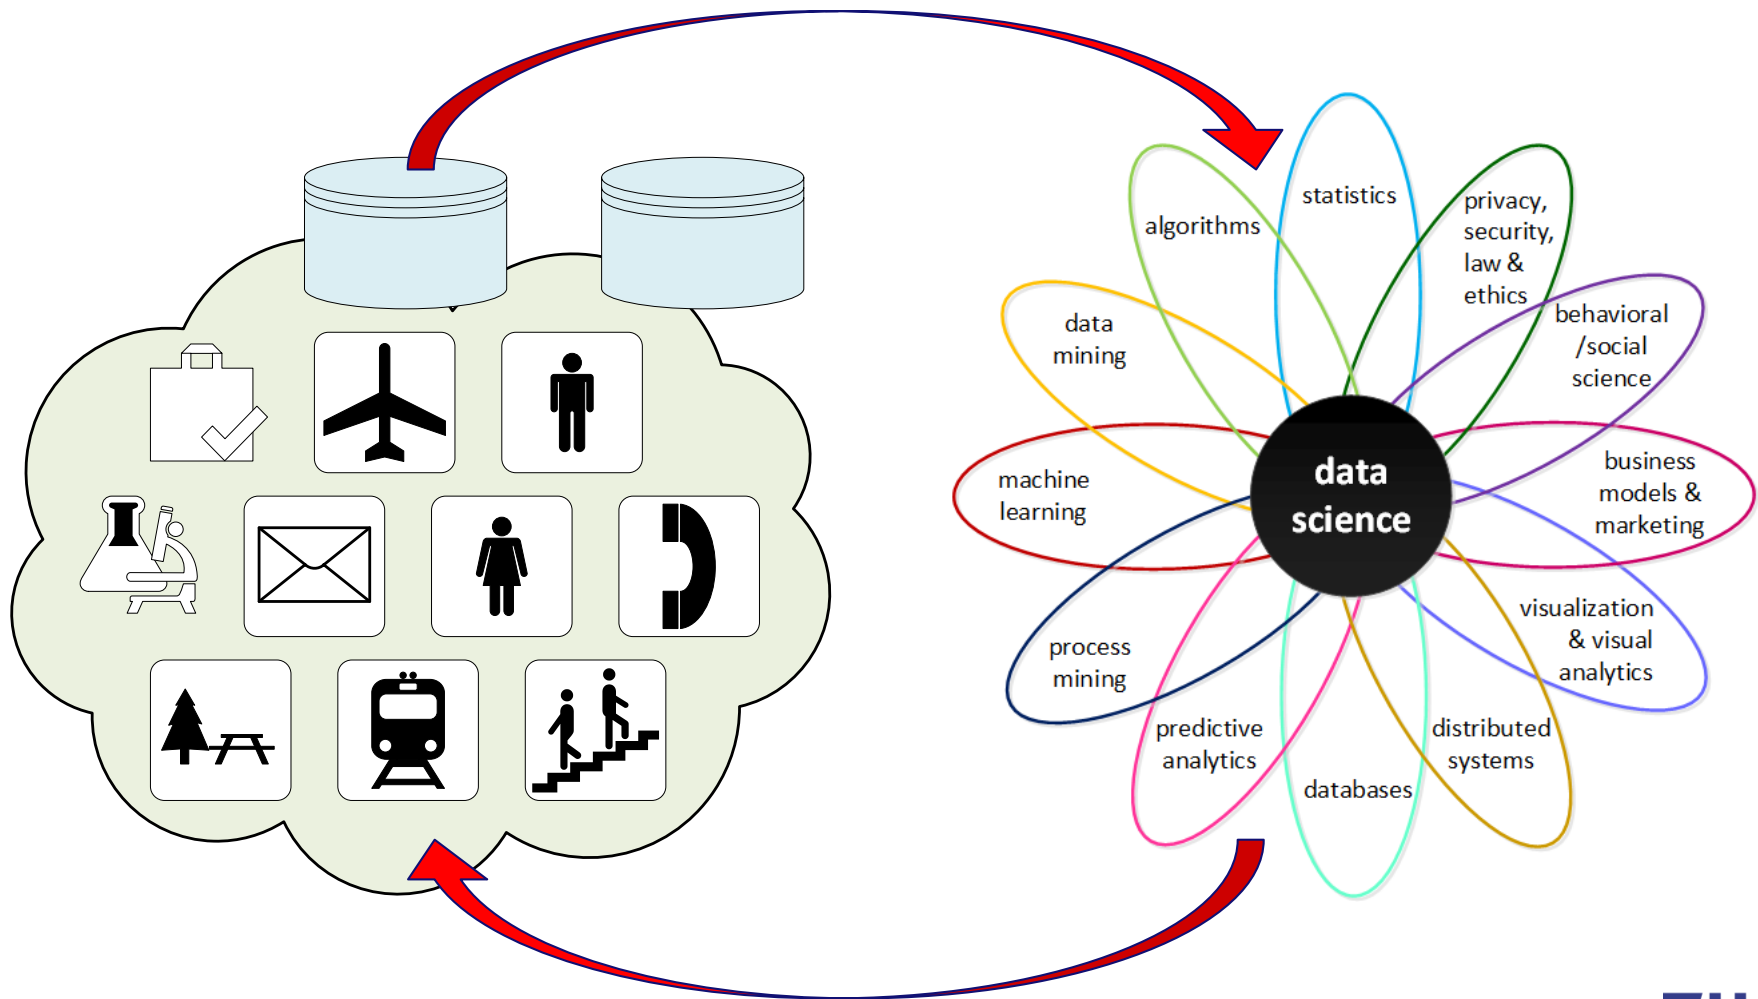 statistics
privacy,
security,
law &
ethics
behavioral
/social
science
business
models &
marketing
visualization
& visual
analytics
distributed
systems
databases
predictive
analytics
process
mining
machine
learning
data
mining
algorithms
data
science